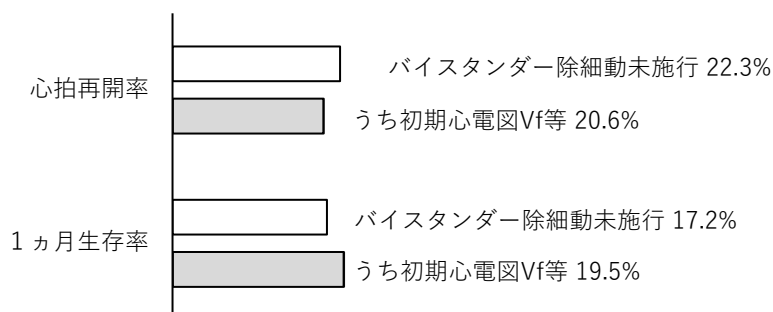 心拍再開率
バイスタンダー除細動未施行 22.3%
うち初期心電図Vf等 20.6%
1ヵ月生存率
バイスタンダー除細動未施行 17.2%
うち初期心電図Vf等 19.5%